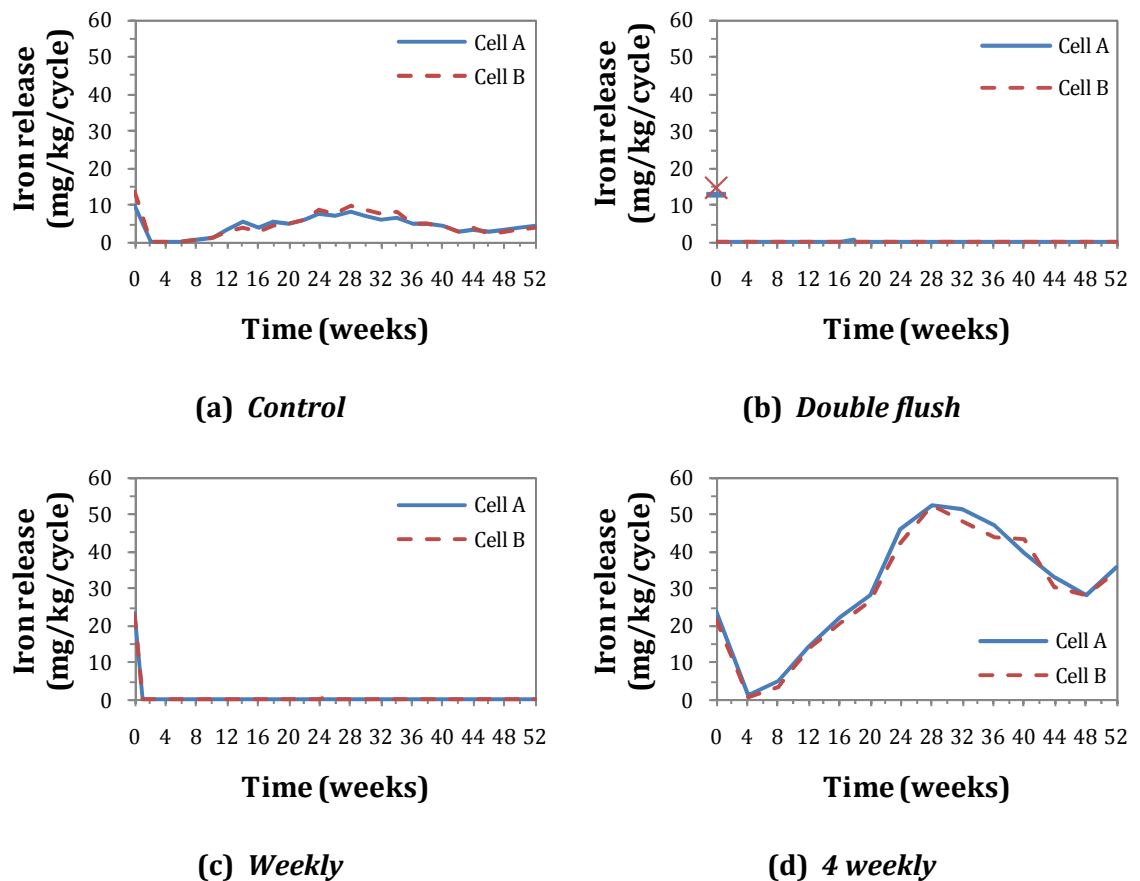 60
50
40
30
20
10
0
Iron release
(mg/kg/cycle)
Cell A
Cell B
0 4 8 12 16 20 24 28 32 36 40 44 48 52
Time (weeks)
(a) Control
60
50
40
30
20
10
0
Iron release
(mg/kg/cycle)
Cell A
Cell B
0 4 8 12 16 20 24 28 32 36 40 44 48 52
Time (weeks)
(b) Double flush
60
50
40
30
20
10
0
Iron release
(mg/kg/cycle)
Cell A
Cell B
0 4 8 12 16 20 24 28 32 36 40 44 48 52
Time (weeks)
(c) Weekly
60
50
40
30
20
10
0
Iron release
(mg/kg/cycle)
Cell A
Cell B
0 4 8 12 16 20 24 28 32 36 40 44 48 52
Time (weeks)
(d) 4 weekly